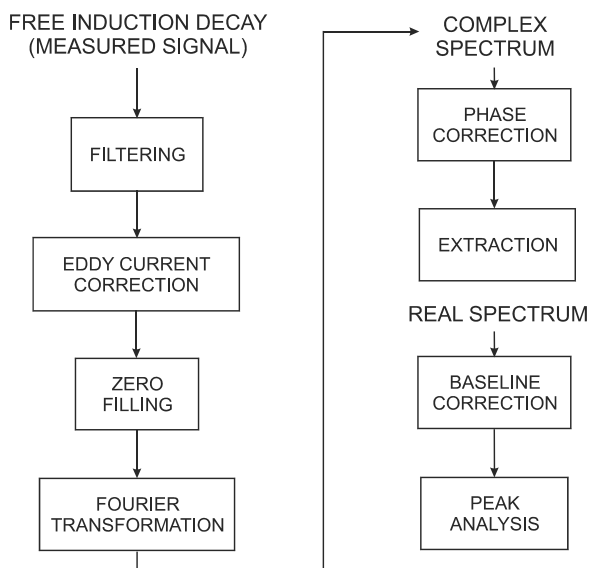 FREE INDUCTION DECAY
(MEASURED SIGNAL)
FILTERING
EDDY CURRENT
CORRECTION
ZERO
FILLING
FOURIER
TRANSFORMATION
COMPLEX
SPECTRUM
PHASE
CORRECTION
EXTRACTION
REAL SPECTRUM
BASELINE
CORRECTION
PEAK
ANALYSIS